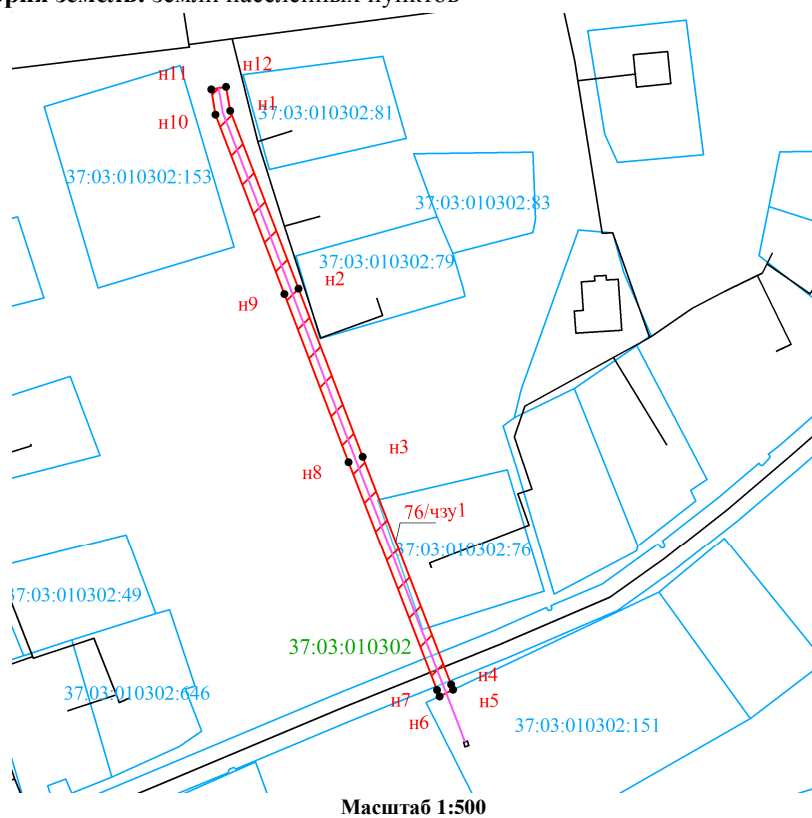 рия земель: земли населенных пунктов
н11
н12
н1
н10
37:03:010302:81
37:03:010302:153
37:03:010302:83
37:03:010302:79
н2
н9
н3
н8
76/чзу1
37:03:010302:76
37:03:010302:49
37:03:010302
37:03:010302:646
н4
н7
н5
н6
37:03:010302:151
Масштаб 1:500